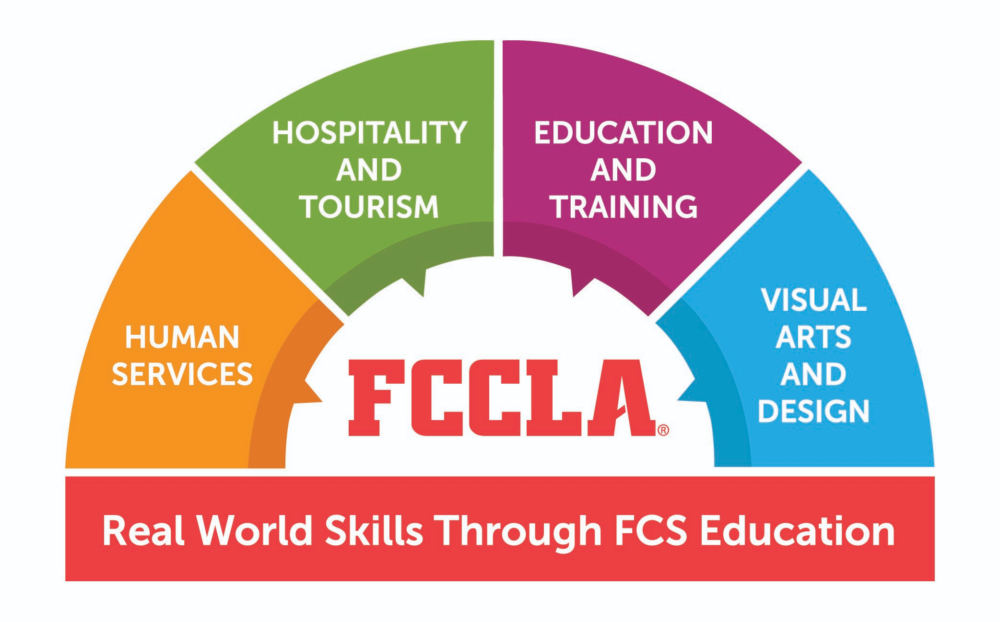 HOSPITALITY
AND
TOURISM
EDUCATION
AND
TRAINING
HUMAN
SERVICES
VISUAL
ARTS
AND
DESIGN
FCCLA®
Real World Skills Through FCS Education